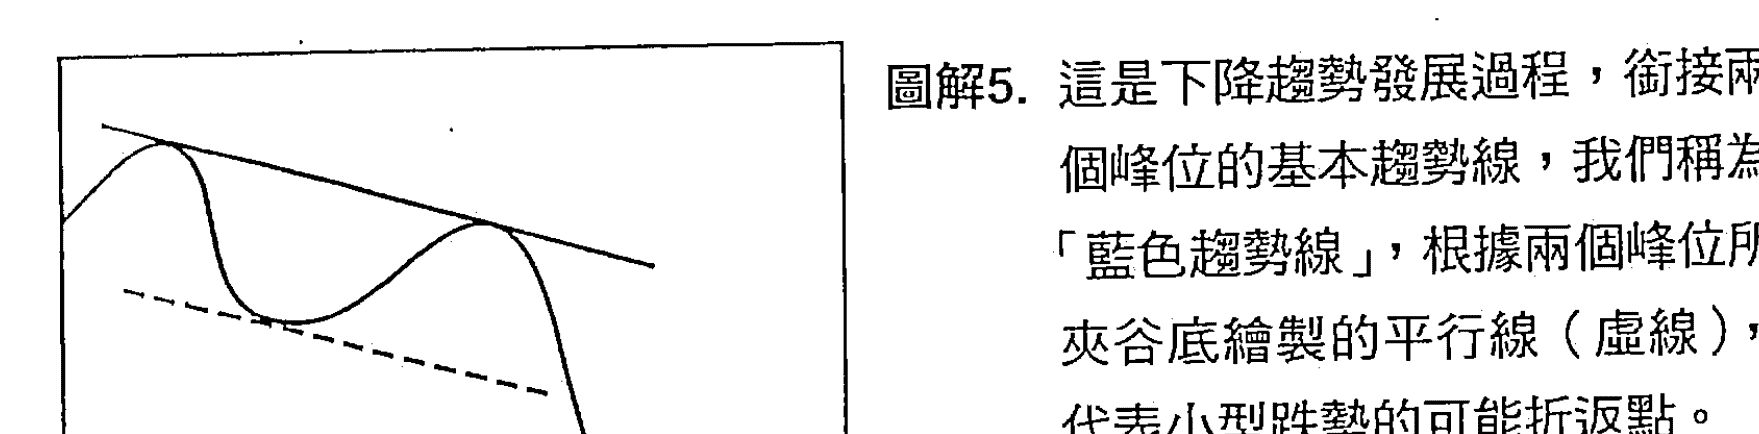 圖解5. 這是下降趨勢發展過程，銜接兩
個峰位的基本趨勢線，我們稱為
「藍色趨勢線」，根據兩個峰位所
夾谷底繪製的平行線（虛線），
代表小型跌勢的可能折返點。